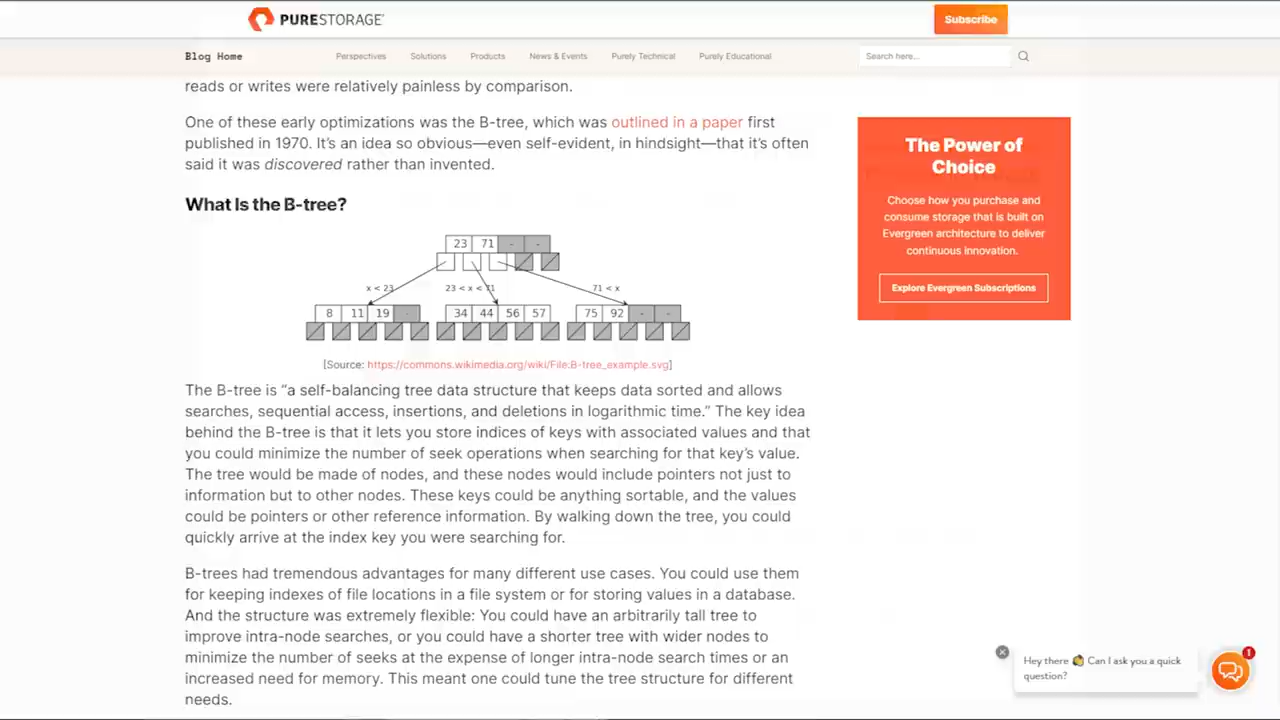 PURESTORAGE
Subscribe
Blog Home
Perspectives
Solutions
Products
News & Events
Purely Technical
Purely Educational
Search here...
reads or writes were relatively painless by comparison.
One of these early optimizations was the B-tree, which was outlined in a paper first
published in 1970. It's an idea so obvious—even self-evident, in hindsight—that it's often
said it was discovered rather than invented.
What Is the B-tree?
23 71 - -
x < 23 23 < x < 71 71 < x
8 11 19 - 34 44 56 57 75 92 - -
[Source: https://commons.wikimedia.org/wiki/File:B-tree_example.svg]
The B-tree is “a self-balancing tree data structure that keeps data sorted and allows
searches, sequential access, insertions, and deletions in logarithmic time.” The key idea
behind the B-tree is that it lets you store indices of keys with associated values and that
you could minimize the number of seek operations when searching for that key's value.
The tree would be made of nodes, and these nodes would include pointers not just to
information but to other nodes. These keys could be anything sortable, and the values
could be pointers or other reference information. By walking down the tree, you could
quickly arrive at the index key you were searching for.
B-trees had tremendous advantages for many different use cases. You could use them
for keeping indexes of file locations in a file system or for storing values in a database.
And the structure was extremely flexible: You could have an arbitrarily tall tree to
improve intra-node searches, or you could have a shorter tree with wider nodes to
minimize the number of seeks at the expense of longer intra-node search times or an
increased need for memory. This meant one could tune the tree structure for different
needs.
The Power of
Choice
Choose how you purchase and
consume storage that is built on
Evergreen architecture to deliver
continuous innovation.
Explore Evergreen Subscriptions
Hey there 👋 Can I ask you a quick
question?
1